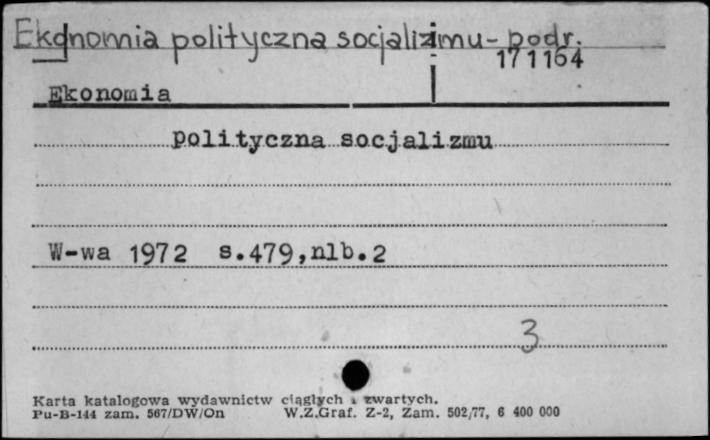 Ekonomia polityczna socjalizmu - podr.
171164
Ekonomia
polityczna socjalizmu
W-wa 1972 s.479,nlb.2
3
Karta katalogowa wydawnictw ciągłych i zwartych.
Pu-B-144 zam. 567/DW/On W.Z.Graf. Z-2, Zam. 502/77, 6 400 000